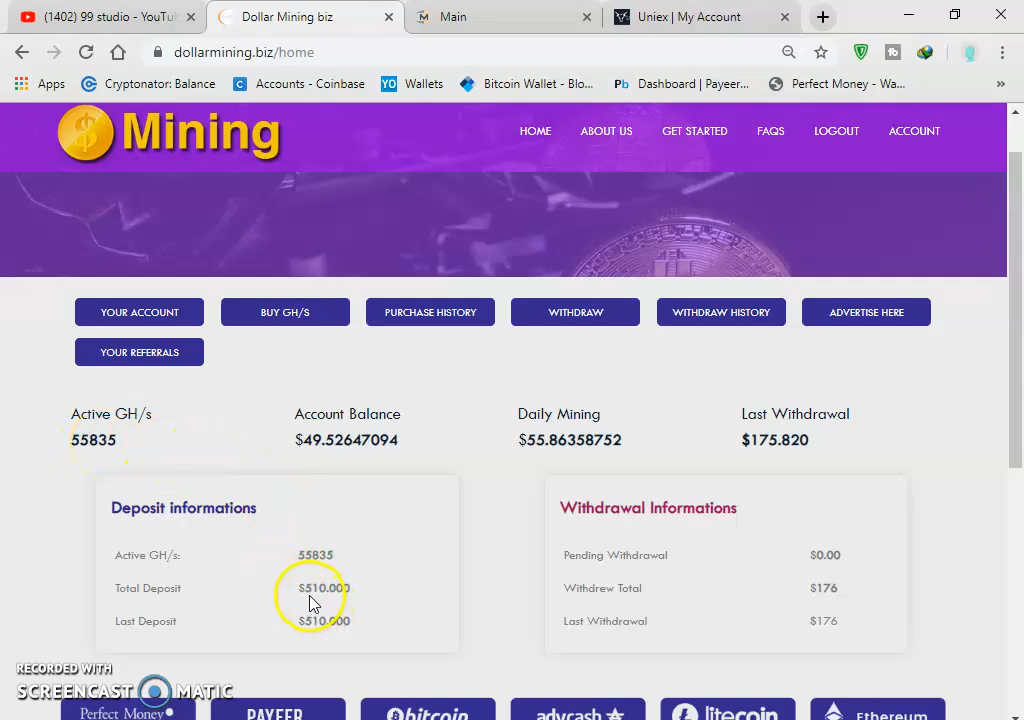 (1402) 99 studio - YouTu
Dollar Mining biz
Main
Uniex | My Account
dollarmining.biz/home
Apps
Cryptonator: Balance
Accounts - Coinbase
YO Wallets
Bitcoin Wallet - Blo...
Pb Dashboard | Payeer...
Perfect Money - Wa...
Mining
HOME
ABOUT US
GET STARTED
FAQS
LOGOUT
ACCOUNT
YOUR ACCOUNT
BUY GH/S
PURCHASE HISTORY
WITHDRAW
WITHDRAW HISTORY
ADVERTISE HERE
YOUR REFERRALS
Active GH/s
55835
Account Balance
$49.52647094
Daily Mining
$55.86358752
Last Withdrawal
$175.820
Deposit informations
Active GH/s: 55835
Total Deposit $510.000
Last Deposit $510.000
Withdrawal Informations
Pending Withdrawal $0.00
Withdrew Total $176
Last Withdrawal $176
RECORDED WITH
SCREENCAST MATIC
Perfect Money
PAYEER
bitcoin
advcash
litecoin
Ethereum